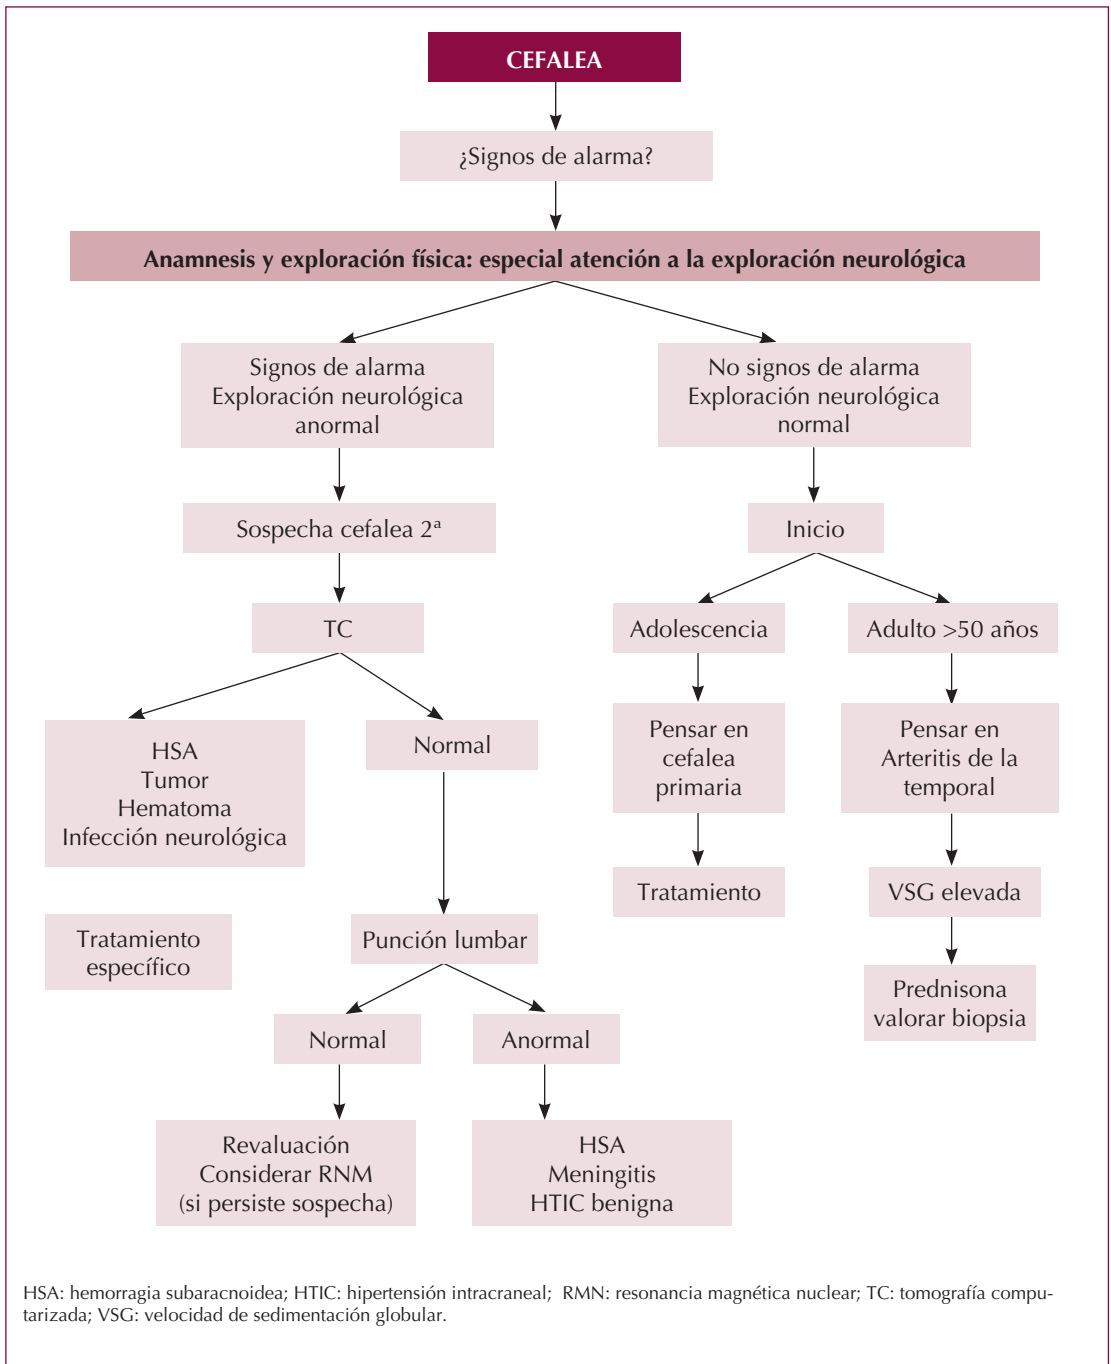 CEFALEA
¿Signos de alarma?
Anamnesis y exploración física: especial atención a la exploración neurológica
Signos de alarma
Exploración neurológica
anormal
No signos de alarma
Exploración neurológica
normal
Sospecha cefalea 2ª
Inicio
TC
Adolescencia
Adulto >50 años
HSA
Tumor
Hematoma
Infección neurológica
Normal
Pensar en
cefalea
primaria
Pensar en
Arteritis de la
temporal
Tratamiento
VSG elevada
Tratamiento
específico
Punción lumbar
Prednisona
valorar biopsia
Normal
Anormal
Revaluación
Considerar RNM
(si persiste sospecha)
HSA
Meningitis
HTIC benigna
HSA: hemorragia subaracnoidea; HTIC: hipertensión intracraneal; RMN: resonancia magnética nuclear; TC: tomografía compu-
tarizada; VSG: velocidad de sedimentación globular.